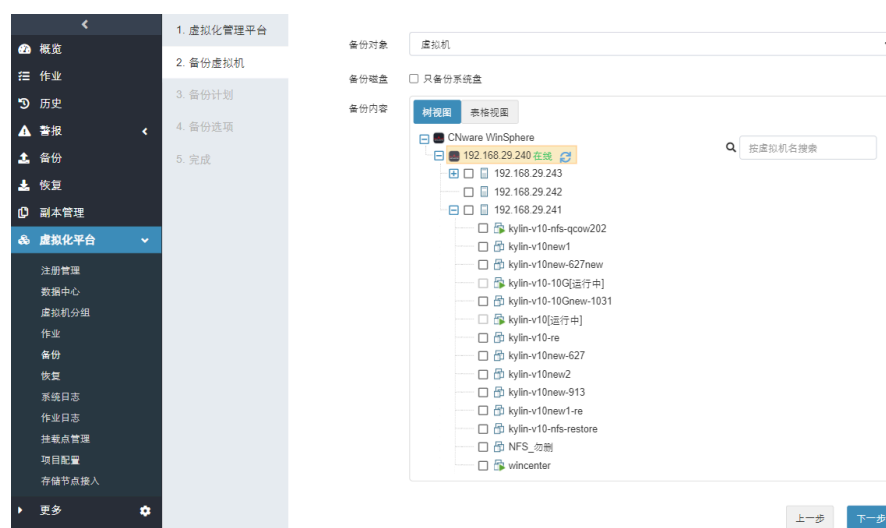 概览
作业
历史
警报
备份
恢复
副本管理
虚拟化平台
注册管理
数据中心
虚拟机分组
作业
备份
恢复
系统日志
作业日志
挂载点管理
项目配置
存储节点接入
更多
1. 虚拟化管理平台
2. 备份虚拟机
3. 备份计划
4. 备份选项
5. 完成
备份对象 虚拟机
备份磁盘 只备份系统盘
备份内容 树视图 表格视图
CNware WinSphere
按虚拟机名搜索
192.168.29.240 在线
192.168.29.243
192.168.29.242
192.168.29.241
kylin-v10-nfs-qcow202
kylin-v10new1
kylin-v10new-627new
kylin-v10-10G[运行中]
kylin-v10-10Gnew-1031
kylin-v10[运行中]
kylin-v10-re
kylin-v10new-627
kylin-v10new2
kylin-v10new-913
kylin-v10new1-re
kylin-v10-nfs-restore
NFS_勿删
wincenter
上一步 下一步